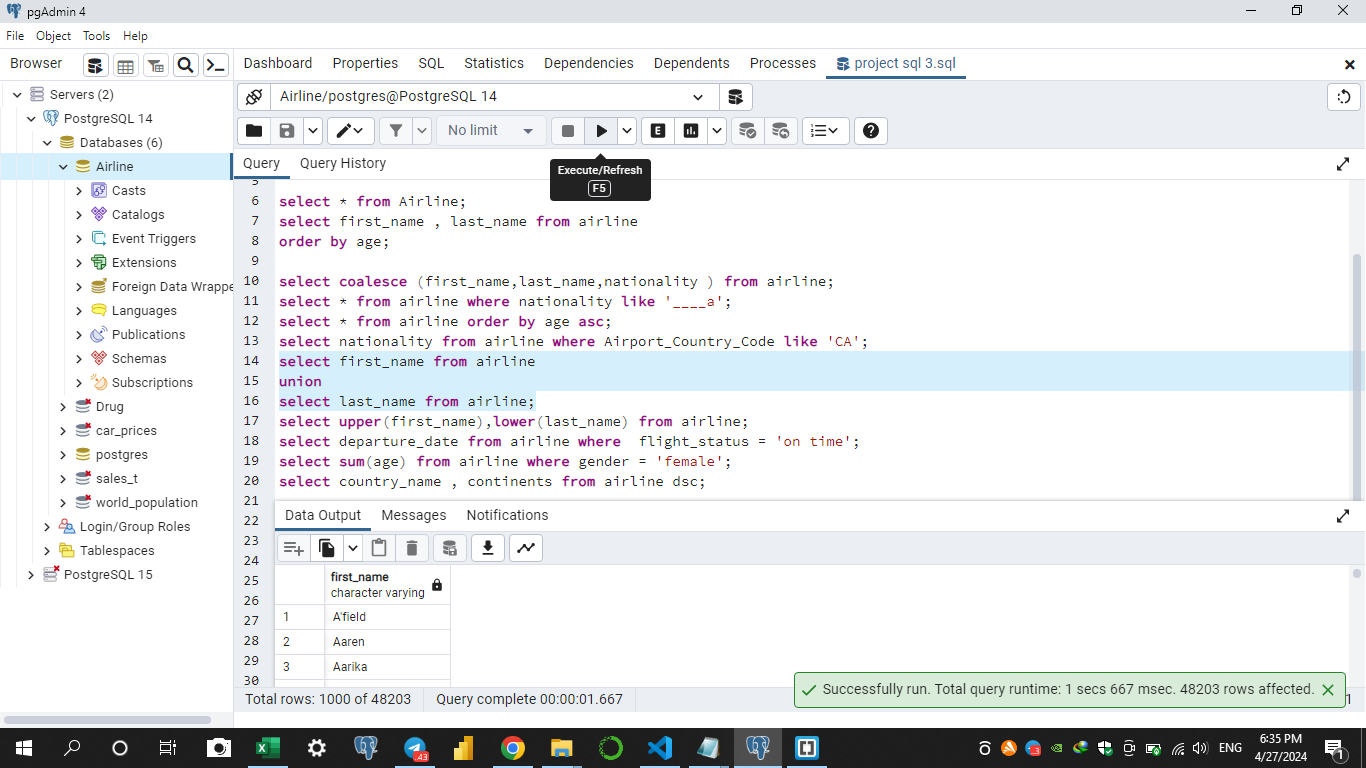 pgAdmin 4
File Object Tools Help
Browser
Dashboard Properties SQL Statistics Dependencies Dependents Processes project sql 3.sql
Servers (2)
PostgreSQL 14
Databases (6)
Airline
Casts
Catalogs
Event Triggers
Extensions
Foreign Data Wrappe
Languages
Publications
Schemas
Subscriptions
Drug
car_prices
postgres
sales_t
world_population
Login/Group Roles
Tablespaces
PostgreSQL 15
Airline/postgres@PostgreSQL 14
No limit
E
Query Query History
Execute/Refresh
F5
5
6 select * from Airline;
7 select first_name , last_name from airline
8 order by age;
9
10 select coalesce (first_name,last_name,nationality ) from airline;
11 select * from airline where nationality like '____a';
12 select * from airline order by age asc;
13 select nationality from airline where Airport_Country_Code like 'CA';
14 select first_name from airline
15 union
16 select last_name from airline;
17 select upper(first_name),lower(last_name) from airline;
18 select departure_date from airline where  flight_status = 'on time';
19 select sum(age) from airline where gender = 'female';
20 select country_name , continents from airline dsc;
21
22
23
24
25
26
27
28
29
30
Data Output Messages Notifications
first_name
character varying
1 A'field
2 Aaren
3 Aarika
Total rows: 1000 of 48203 Query complete 00:00:01.667
Successfully run. Total query runtime: 1 secs 667 msec. 48203 rows affected.
1
43
ENG
6:35 PM
4/27/2024
1